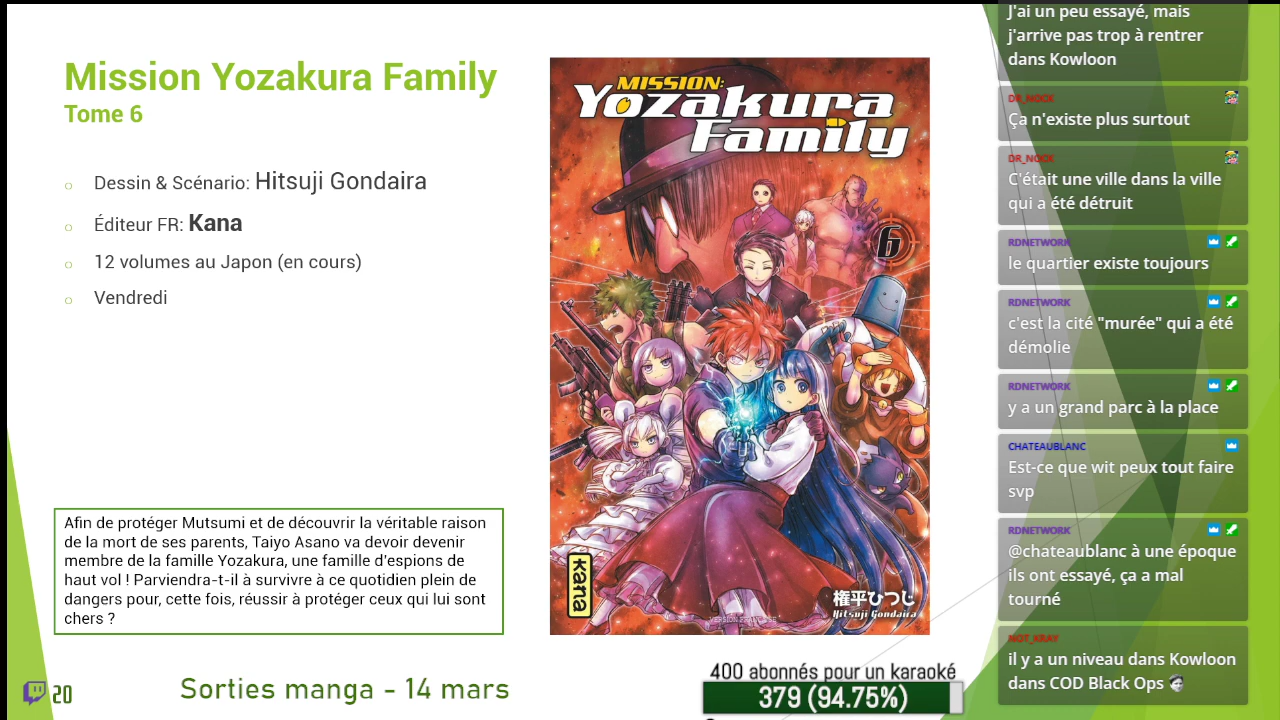 Mission Yozakura Family
Tome 6
Dessin & Scénario: Hitsuji Gondaira
Éditeur FR: Kana
12 volumes au Japon (en cours)
Vendredi
Afin de protéger Mutsumi et de découvrir la véritable raison
de la mort de ses parents, Taiyo Asano va devoir devenir
membre de la famille Yozakura, une famille d'espions de
haut vol ! Parviendra-t-il à survivre à ce quotidien plein de
dangers pour, cette fois, réussir à protéger ceux qui lui sont
chers ?
MISSION:
Yozakura
Family
6
kana
権平ひつじ
Hitsuji Gondaira
VERSION FRANÇAISE
20
Sorties manga - 14 mars
400 abonnés pour un karaoké
379 (94.75%)
J'ai un peu essayé, mais
j'arrive pas trop à rentrer
dans Kowloon
DR_NOOK
Ça n'existe plus surtout
DR_NOOK
C'était une ville dans la ville
qui a été détruit
RDNETWORK
le quartier existe toujours
RDNETWORK
c'est la cité "murée" qui a été
démolie
RDNETWORK
y a un grand parc à la place
CHATEAUBLANC
Est-ce que wit peux tout faire
svp
RDNETWORK
@chateaublanc à une époque
ils ont essayé, ça a mal
tourné
NOT_KRAY
il y a un niveau dans Kowloon
dans COD Black Ops